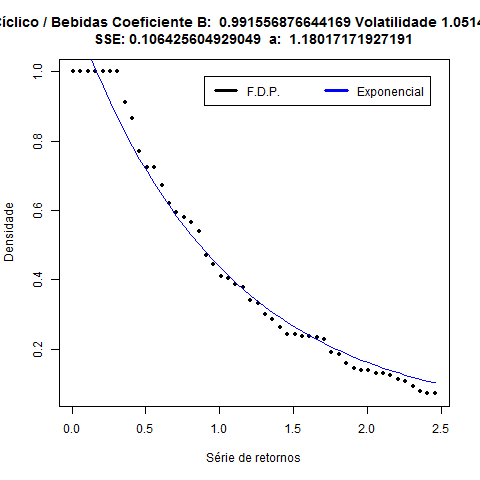 Cíclico / Bebidas Coeficiente B: 0.991556876644169 Volatilidade 1.0514
SSE: 0.106425604929049 a: 1.18017171927191
F.D.P. Exponencial
Densidade
1.0
0.8
0.6
0.4
0.2
0.0 0.5 1.0 1.5 2.0 2.5
Série de retornos